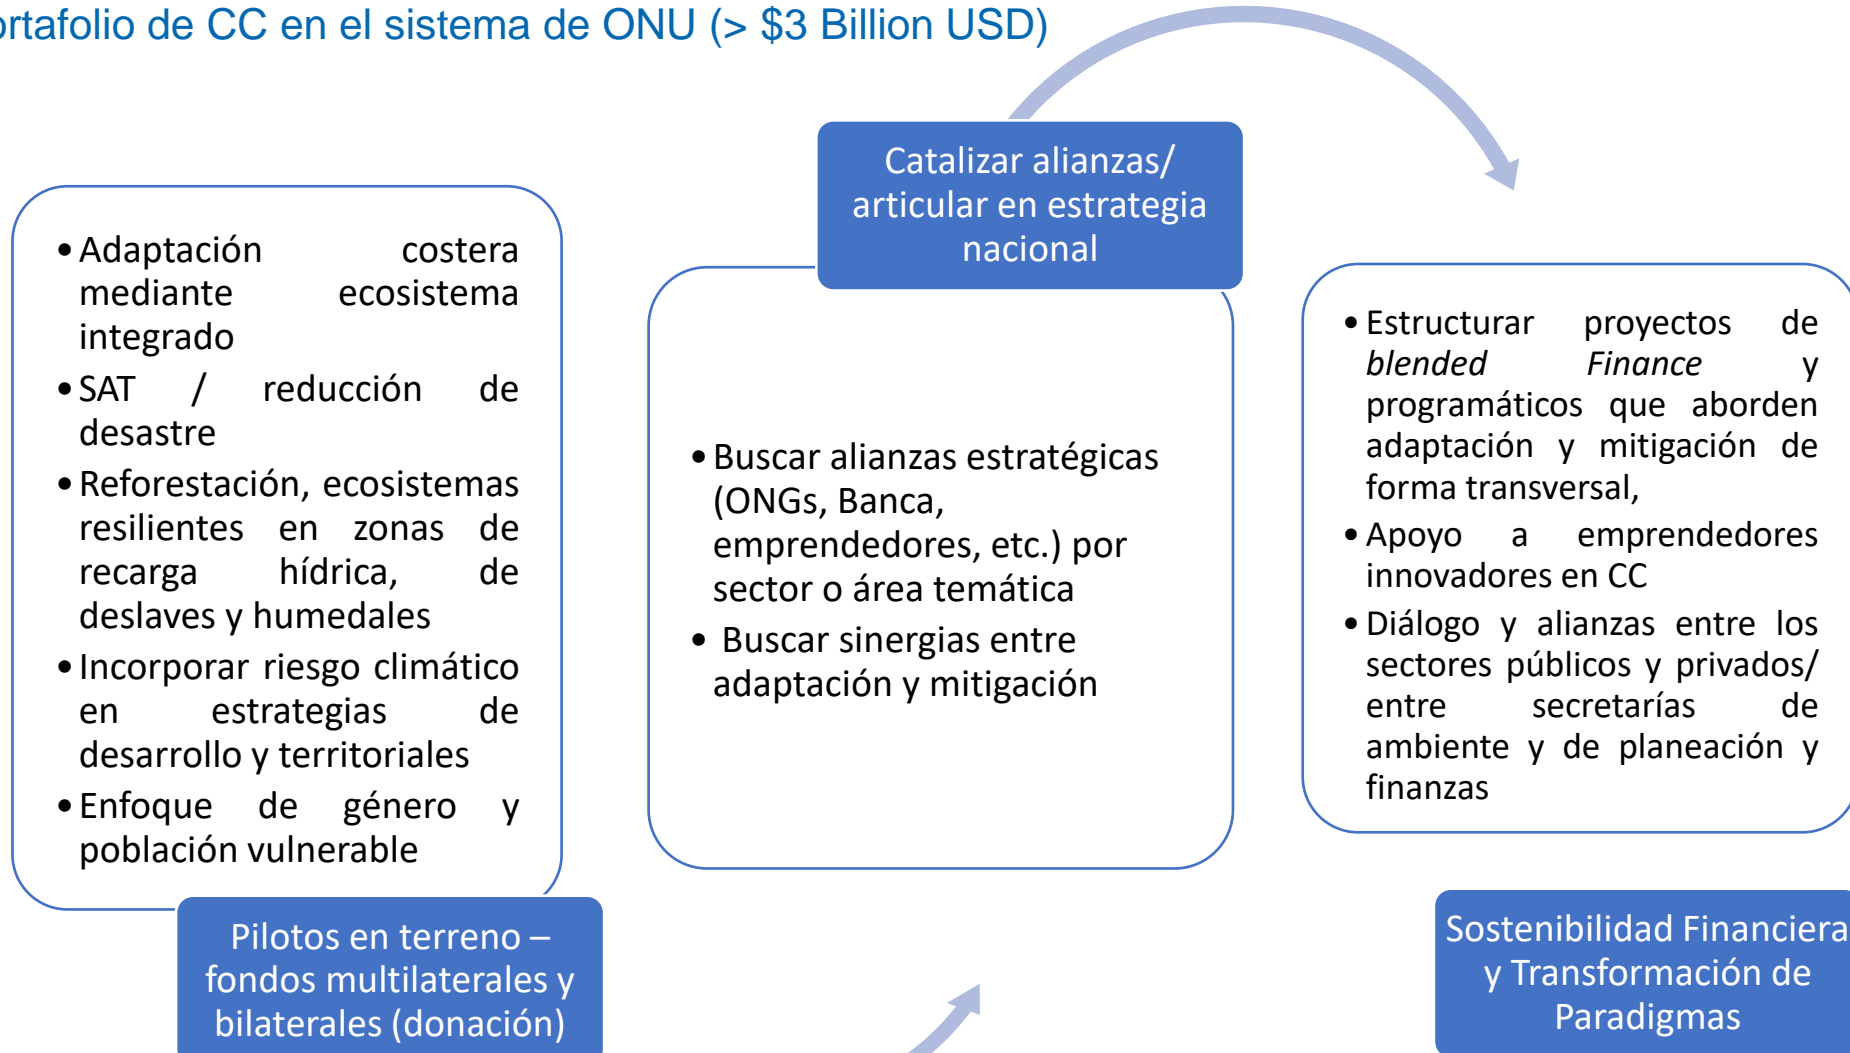 ortafolio de CC en el sistema de ONU (> $3 Billion USD)
•Adaptación costera
mediante ecosistema
integrado
•SAT / reducción de
desastre
•Reforestación, ecosistemas
resilientes en zonas de
recarga hídrica, de
deslaves y humedales
•Incorporar riesgo climático
en estrategias de
desarrollo y territoriales
•Enfoque de género y
población vulnerable
Pilotos en terreno –
fondos multilaterales y
bilaterales (donación)
Catalizar alianzas/
articular en estrategia
nacional
•Buscar alianzas estratégicas
(ONGs, Banca,
emprendedores, etc.) por
sector o área temática
• Buscar sinergias entre
adaptación y mitigación
•Estructurar proyectos de
blended Finance y
programáticos que aborden
adaptación y mitigación de
forma transversal,
•Apoyo a emprendedores
innovadores en CC
•Diálogo y alianzas entre los
sectores públicos y privados/
entre secretarías de
ambiente y de planeación y
finanzas
Sostenibilidad Financiera
y Transformación de
Paradigmas